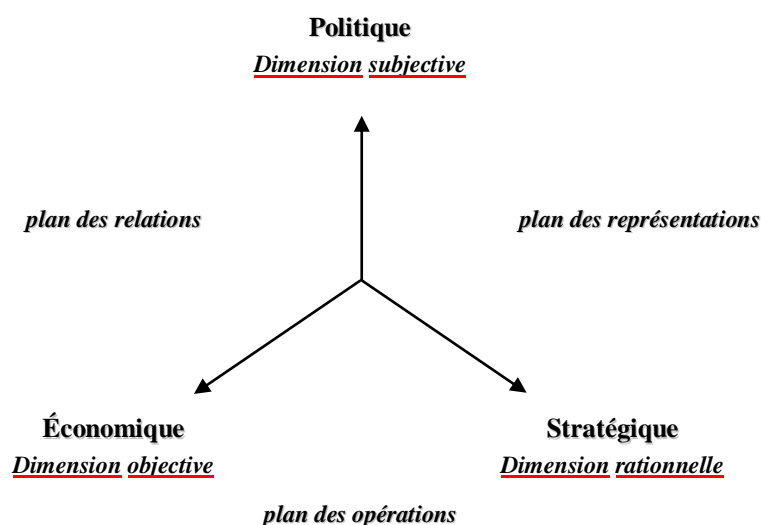 Politique
Dimension subjective
plan des relations
plan des représentations
Économique
Dimension objective
Stratégique
Dimension rationnelle
plan des opérations